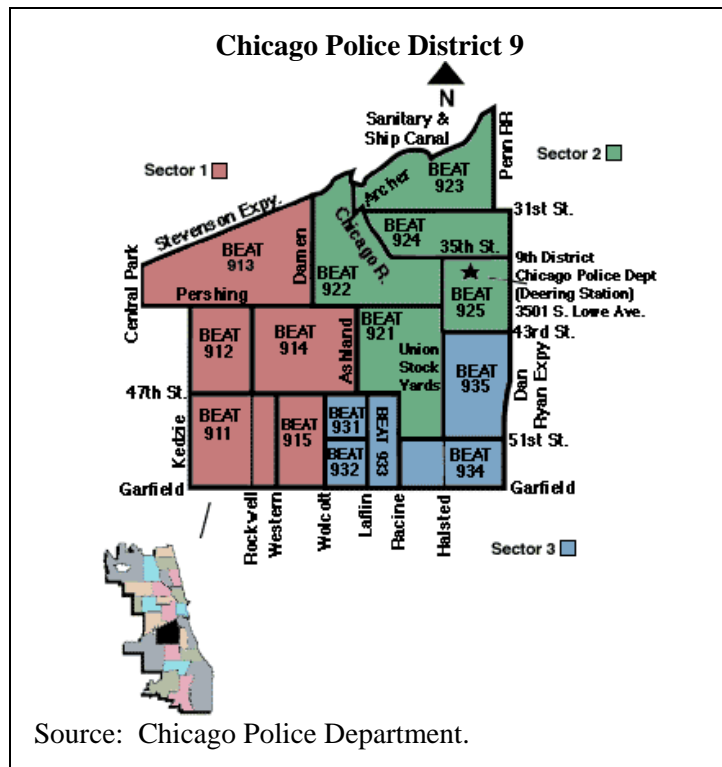 Chicago Police District 9
N
Sanitary &
Ship Canal
Penn RR
Sector 1
Sector 2
Archer
BEAT
923
Stevenson Expy.
31st St.
Chicago R.
BEAT
924
35th St.
Damen
BEAT
913
9th District
Chicago Police Dept
(Deering Station)
3501 S. Lowe Ave.
Central Park
BEAT
922
BEAT
925
Pershing
43rd St.
BEAT
912
BEAT
914
Ashland
BEAT
921
Union
Stock
Yards
BEAT
935
Dan
Ryan Expy
47th St.
Kedzie
BEAT
911
BEAT
915
BEAT
931
BEAT
932
BEAT 933
51st St.
BEAT
934
Garfield
Garfield
Rockwell
Western
Wolcott
Laflin
Racine
Halsted
Sector 3
Source: Chicago Police Department.